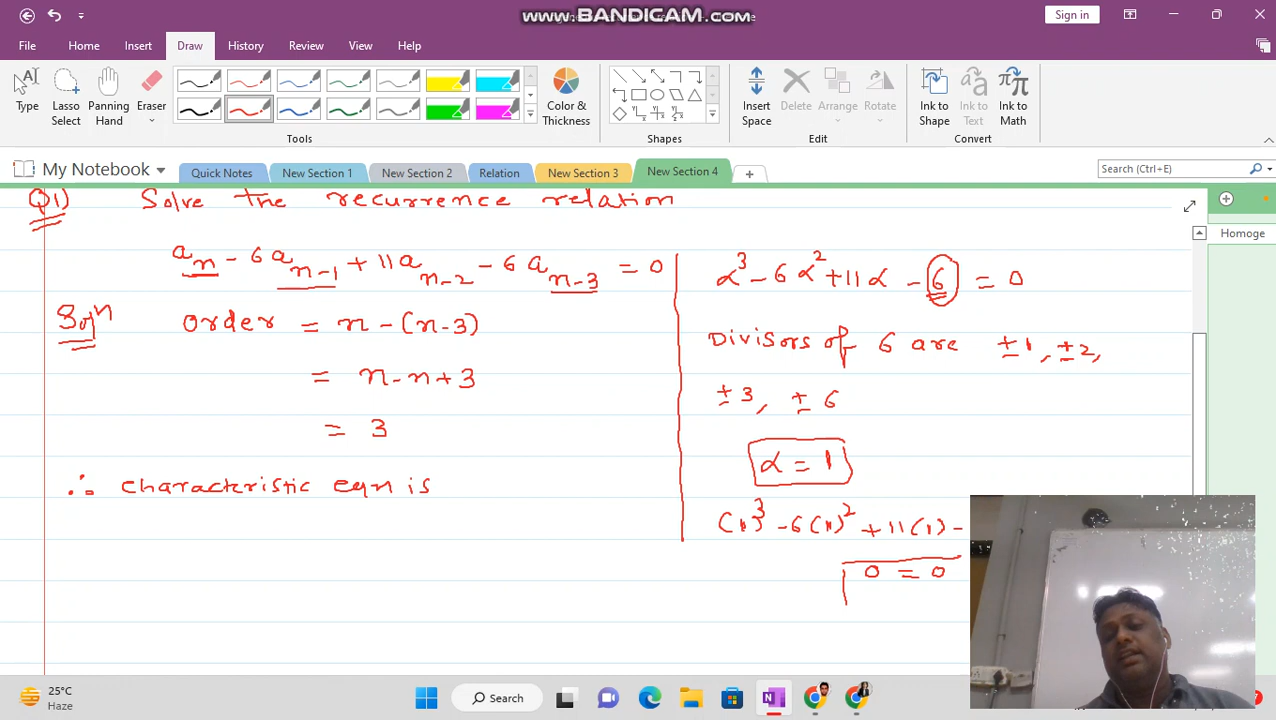 www.BANDICAM.com
Sign in
File Home Insert Draw History Review View Help
Type Lasso Select Panning Hand Eraser Color & Thickness Insert Space Delete Arrange Rotate Ink to Shape Ink to Text Ink to Math
Tools Shapes Edit Convert
My Notebook Quick Notes New Section 1 New Section 2 Relation New Section 3 New Section 4 Search (Ctrl+E)
Homoge
Q1) Solve the recurrence relation
aₙ - 6aₙ₋₁ + 11aₙ₋₂ - 6aₙ₋₃ = 0
Solⁿ order = n - (n-3)
= n - n + 3
= 3
∴ characteristic eqn is
α³ - 6α² + 11α - 6 = 0
Divisors of 6 are ±1, ±2,
±3, ±6
α = 1
(1)³ - 6(1)² + 11(1) -
0 = 0
25°C
Haze
Search